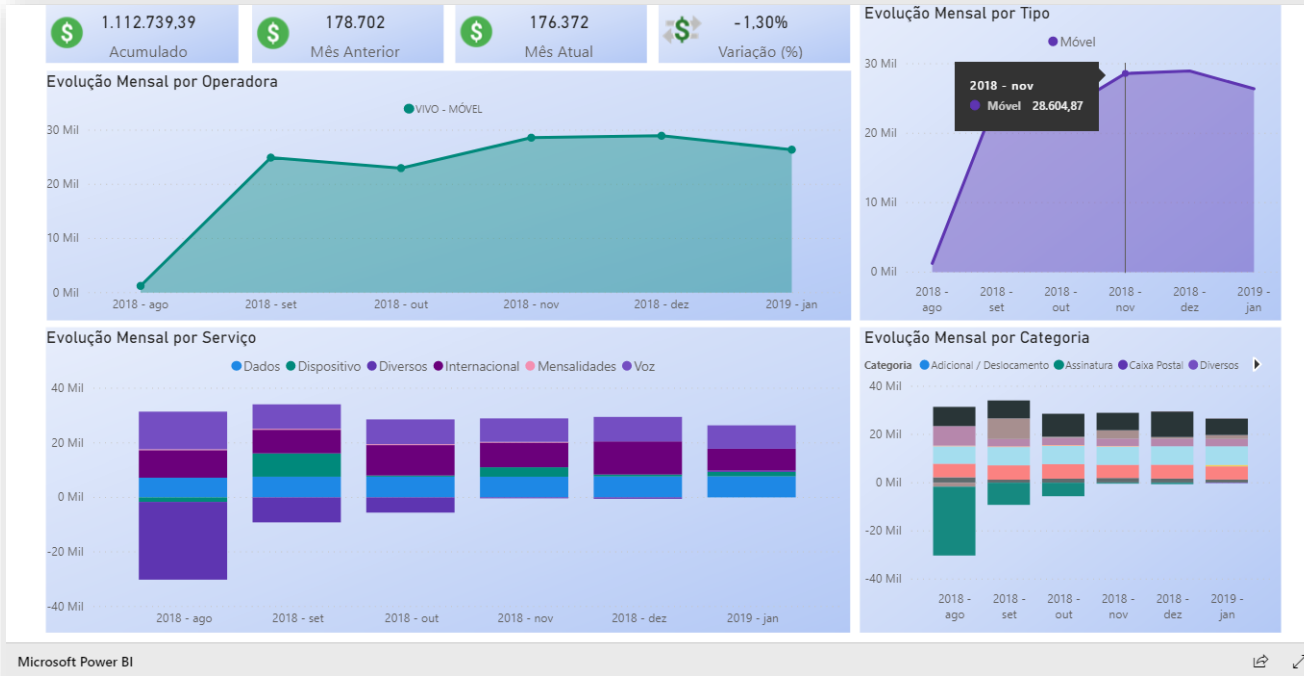 1.112.739,39
Acumulado
178.702
Mês Anterior
176.372
Mês Atual
-1,30%
Variação (%)
Evolução Mensal por Operadora
VIVO - MÓVEL
30 Mil
20 Mil
10 Mil
0 Mil
2018 - ago 2018 - set 2018 - out 2018 - nov 2018 - dez 2019 - jan
Evolução Mensal por Tipo
Móvel
30 Mil
20 Mil
10 Mil
0 Mil
2018 - nov
Móvel 28.604,87
2018 - 2018 - 2018 - 2018 - 2018 - 2019 -
ago set out nov dez jan
Evolução Mensal por Serviço
Dados Dispositivo Diversos Internacional Mensalidades Voz
40 Mil
20 Mil
0 Mil
-20 Mil
-40 Mil
2018 - ago 2018 - set 2018 - out 2018 - nov 2018 - dez 2019 - jan
Evolução Mensal por Categoria
Categoria Adicional / Deslocamento Assinatura Caixa Postal Diversos
40 Mil
20 Mil
0 Mil
-20 Mil
-40 Mil
2018 - 2018 - 2018 - 2018 - 2018 - 2019 -
ago set out nov dez jan
Microsoft Power BI